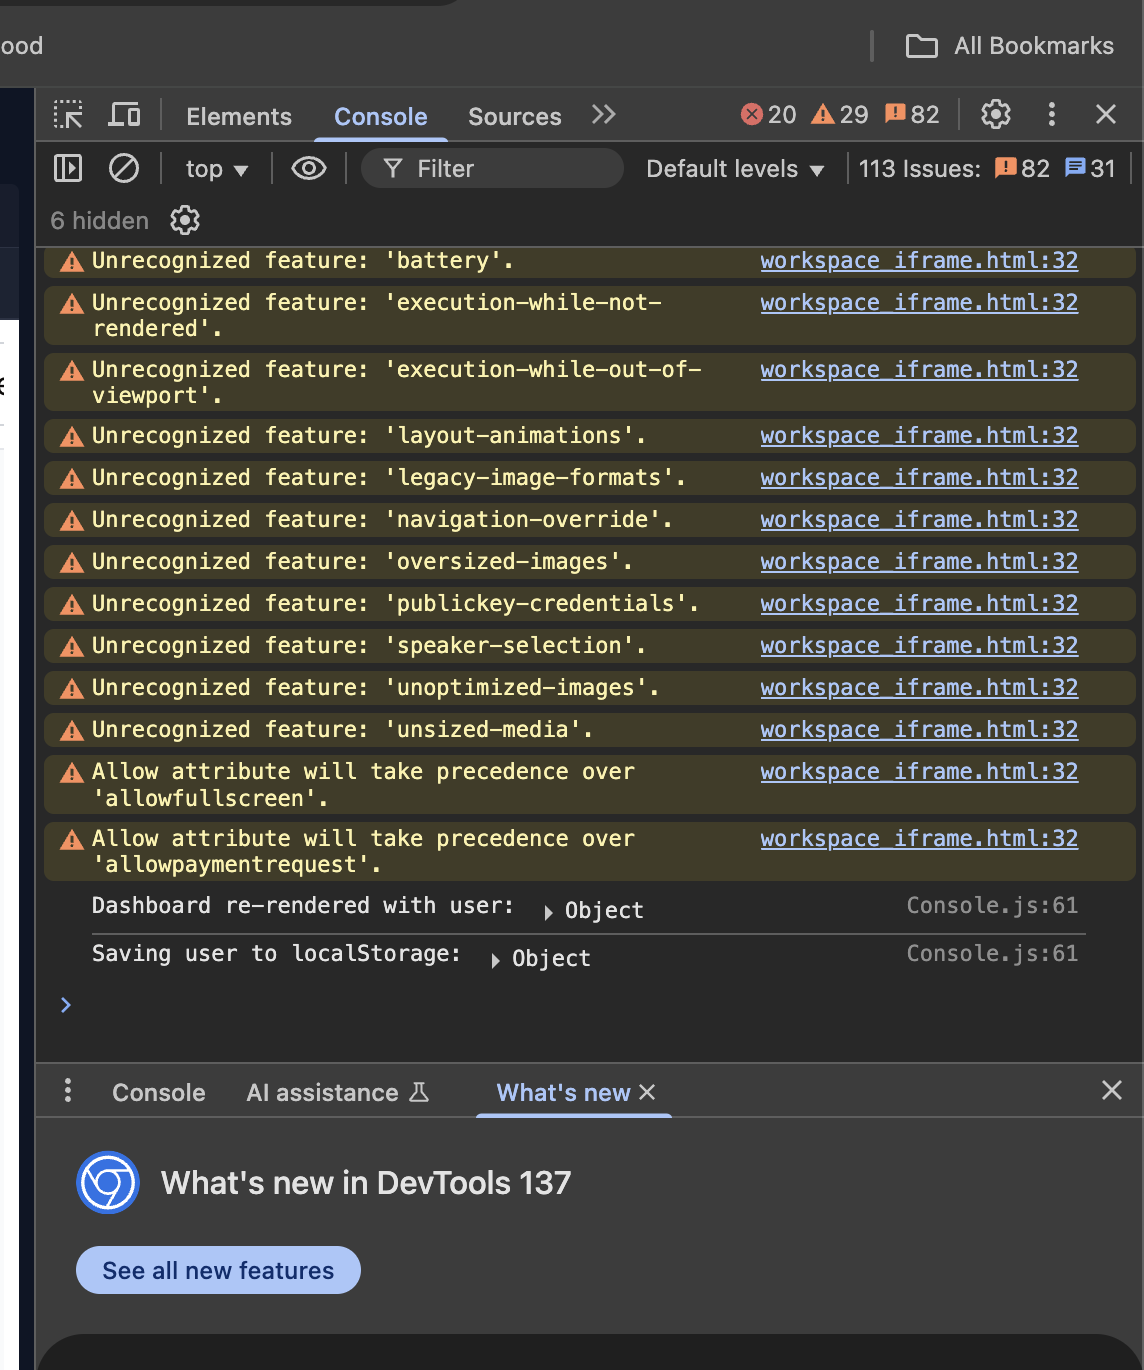 ood
All Bookmarks
Elements Console Sources 20 29 82
top Filter Default levels 113 Issues: 82 31
6 hidden
Unrecognized feature: 'battery'. workspace_iframe.html:32
Unrecognized feature: 'execution-while-not- workspace_iframe.html:32
rendered'.
Unrecognized feature: 'execution-while-out-of- workspace_iframe.html:32
viewport'.
Unrecognized feature: 'layout-animations'. workspace_iframe.html:32
Unrecognized feature: 'legacy-image-formats'. workspace_iframe.html:32
Unrecognized feature: 'navigation-override'. workspace_iframe.html:32
Unrecognized feature: 'oversized-images'. workspace_iframe.html:32
Unrecognized feature: 'publickey-credentials'. workspace_iframe.html:32
Unrecognized feature: 'speaker-selection'. workspace_iframe.html:32
Unrecognized feature: 'unoptimized-images'. workspace_iframe.html:32
Unrecognized feature: 'unsized-media'. workspace_iframe.html:32
Allow attribute will take precedence over workspace_iframe.html:32
'allowfullscreen'.
Allow attribute will take precedence over workspace_iframe.html:32
'allowpaymentrequest'.
Dashboard re-rendered with user: Object Console.js:61
Saving user to localStorage: Object Console.js:61
Console AI assistance What's new
What's new in DevTools 137
See all new features